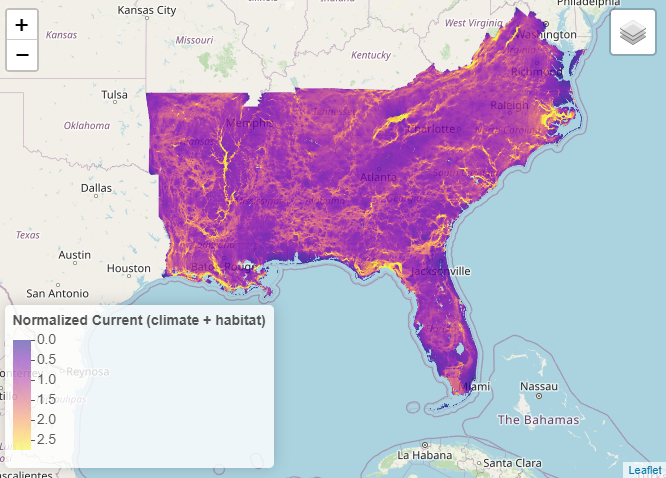 +
−
Kansas City
Philadelphia
Kansas
Missouri
West Virginia
Washington
Kentucky
Richmond
Tulsa
Memphis
Raleigh
Oklahoma
Charlotte
Dallas
Atlanta
Texas
Austin
Houston
Baton Rouge
Jacksonville
San Antonio
Normalized Current (climate + habitat)
0.0
0.5
1.0
1.5
2.0
2.5
Reynosa
Miami
Nassau
The Bahamas
La Habana
Santa Clara
Leaflet